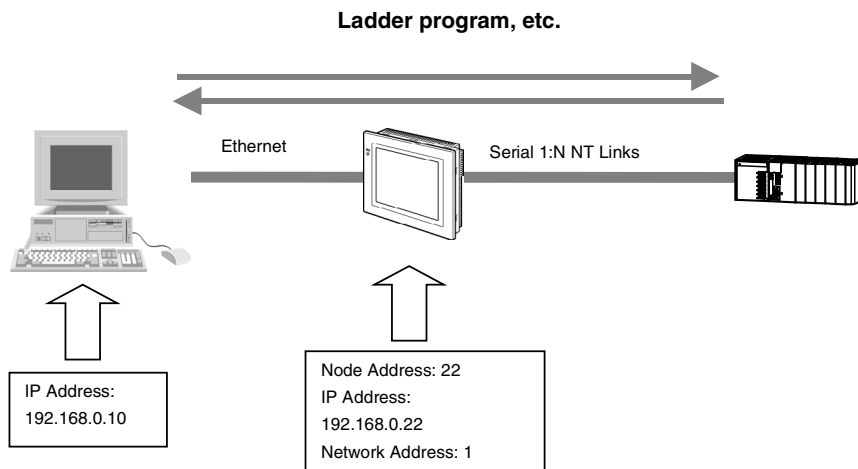 Ladder program, etc.
Ethernet
Serial 1:N NT Links
IP Address:
192.168.0.10
Node Address: 22
IP Address:
192.168.0.22
Network Address: 1